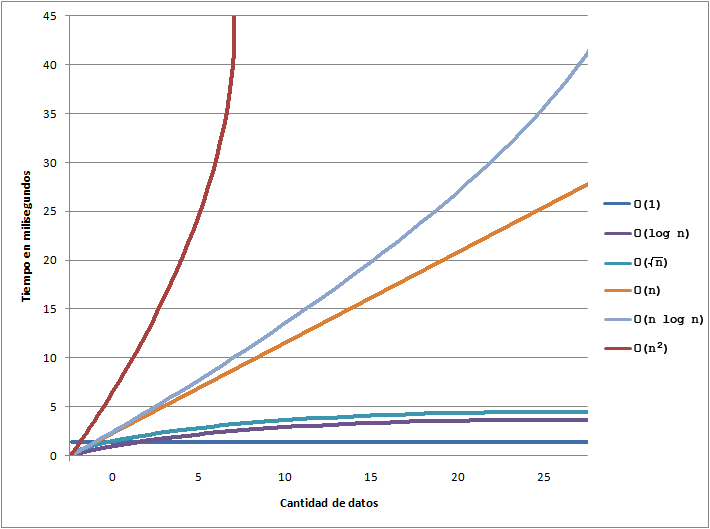 45
40
35
30
25
20
15
10
5
0
Tiempo en milisegundos
0 5 10 15 20 25
Cantidad de datos
O(1)
O(log n)
O(√n)
O(n)
O(n log n)
O(n²)